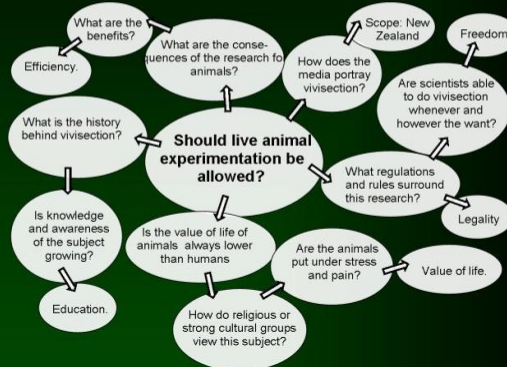 What are the
benefits?
Efficiency.
What are the conse-
quences of the research for
animals?
Scope: New
Zealand
Freedom
How does the
media portray
vivisection?
Are scientists able
to do vivisection
whenever and
however the want?
What is the history
behind vivisection?
Should live animal
experimentation be
allowed?
What regulations
and rules surround
this research?
Legality
Is knowledge
and awareness
of the subject
growing?
Education.
Is the value of life of
animals always lower
than humans
Are the animals
put under stress
and pain?
Value of life.
How do religious or
strong cultural groups
view this subject?